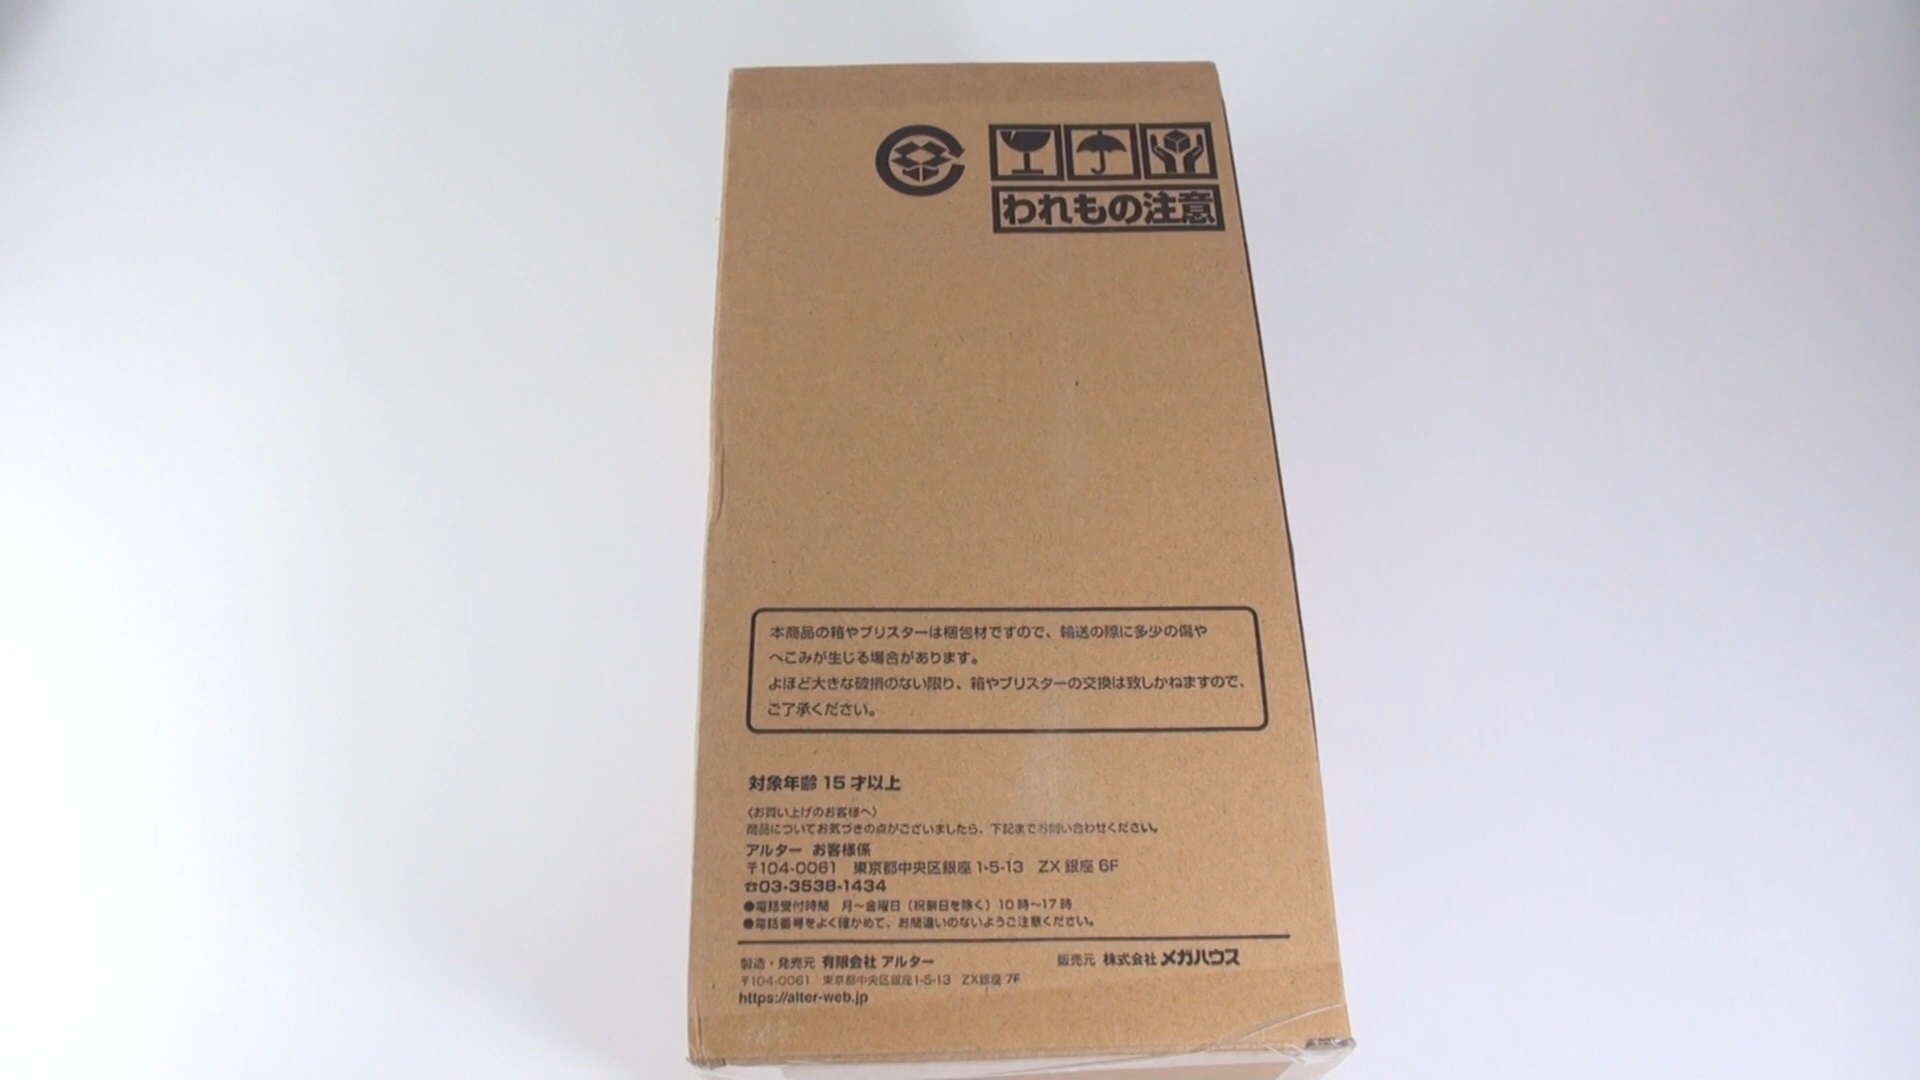 われもの注意
本商品の箱やブリスターは梱包材ですので、輸送の際に多少の傷や
へこみが生じる場合があります。
よほど大きな破損のない限り、箱やブリスターの交換は致しかねますので、
ご了承ください。
対象年齢 15 才以上
〈お買い上げのお客様へ〉
商品についてお気づきの点がございましたら、下記までお問い合わせください。
アルター お客様係
〒104-0061 東京都中央区銀座 1-5-13 ZX 銀座 6F
☎03-3538-1434
●電話受付時間 月〜金曜日（祝祭日を除く）10 時〜17 時
●電話番号をよく確かめて、お間違いのないようご注意ください。
製造・発売元 有限会社 アルター
販売元 株式会社 メガハウス
〒104-0061 東京都中央区銀座1-5-13 ZX銀座 7F
https://alter-web.jp